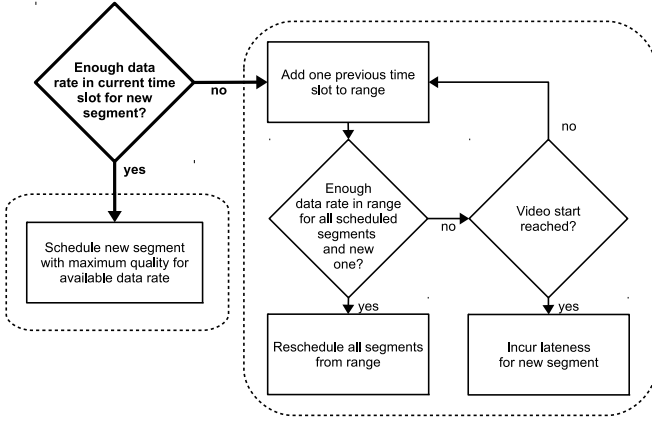 Enough data
rate in current time
slot for new
segment?
no
yes
Schedule new segment
with maximum quality for
available data rate
Add one previous time
slot to range
Enough
data rate in range
for all scheduled
segments
and new
one?
no
yes
Reschedule all segments
from range
Video start
reached?
no
yes
Incur lateness
for new segment